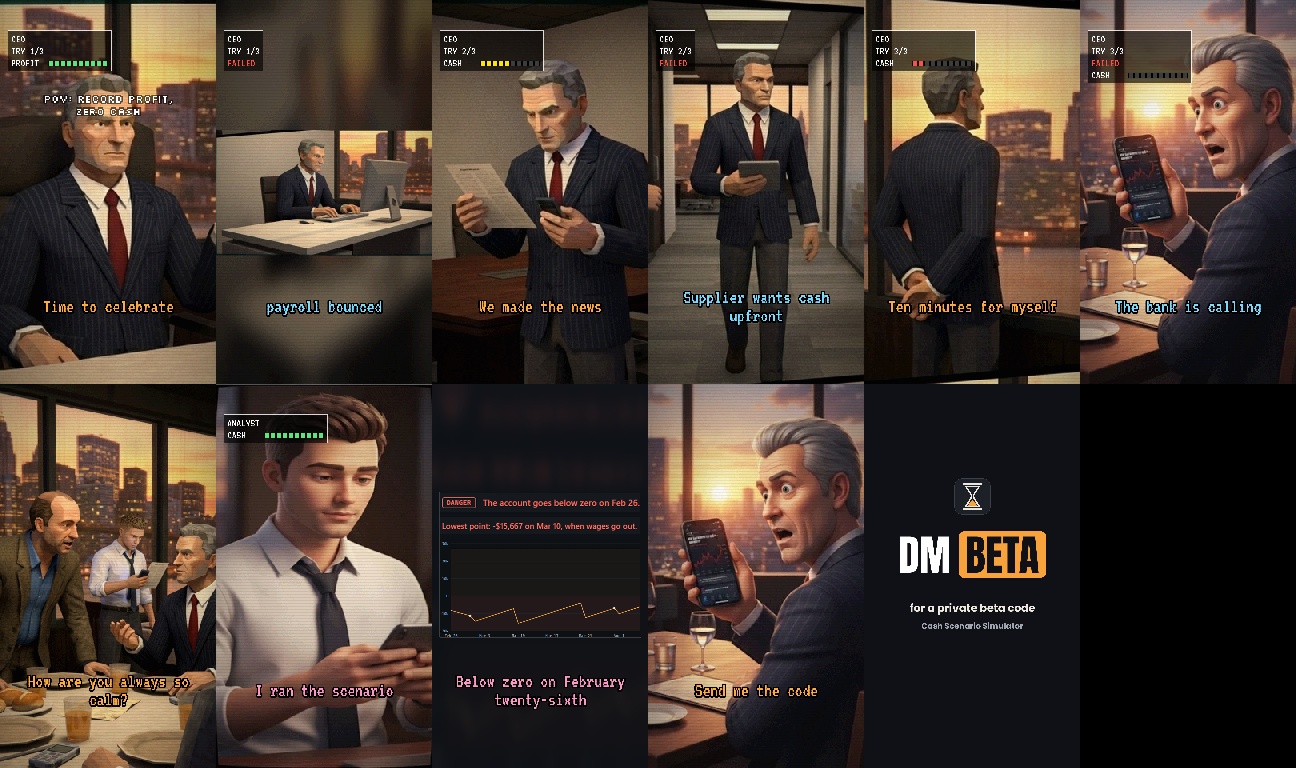 CEO
TRY 1/3
PROFIT
POV: RECORD PROFIT,
ZERO CASH
Time to celebrate
CEO
TRY 1/3
FAILED
payroll bounced
CEO
TRY 2/3
CASH
We made the news
CEO
TRY 2/3
FAILED
Supplier wants cash
upfront
CEO
TRY 3/3
CASH
Ten minutes for myself
CEO
TRY 3/3
FAILED
CASH
The bank is calling
How are you always so
calm?
ANALYST
CASH
I ran the scenario
DANGER
The account goes below zero on Feb 26.
Lowest point: -$15,667 on Mar 10, when wages go out.
Below zero on February
twenty-sixth
Send me the code
DM BETA
for a private beta code
Cash Scenario Simulator